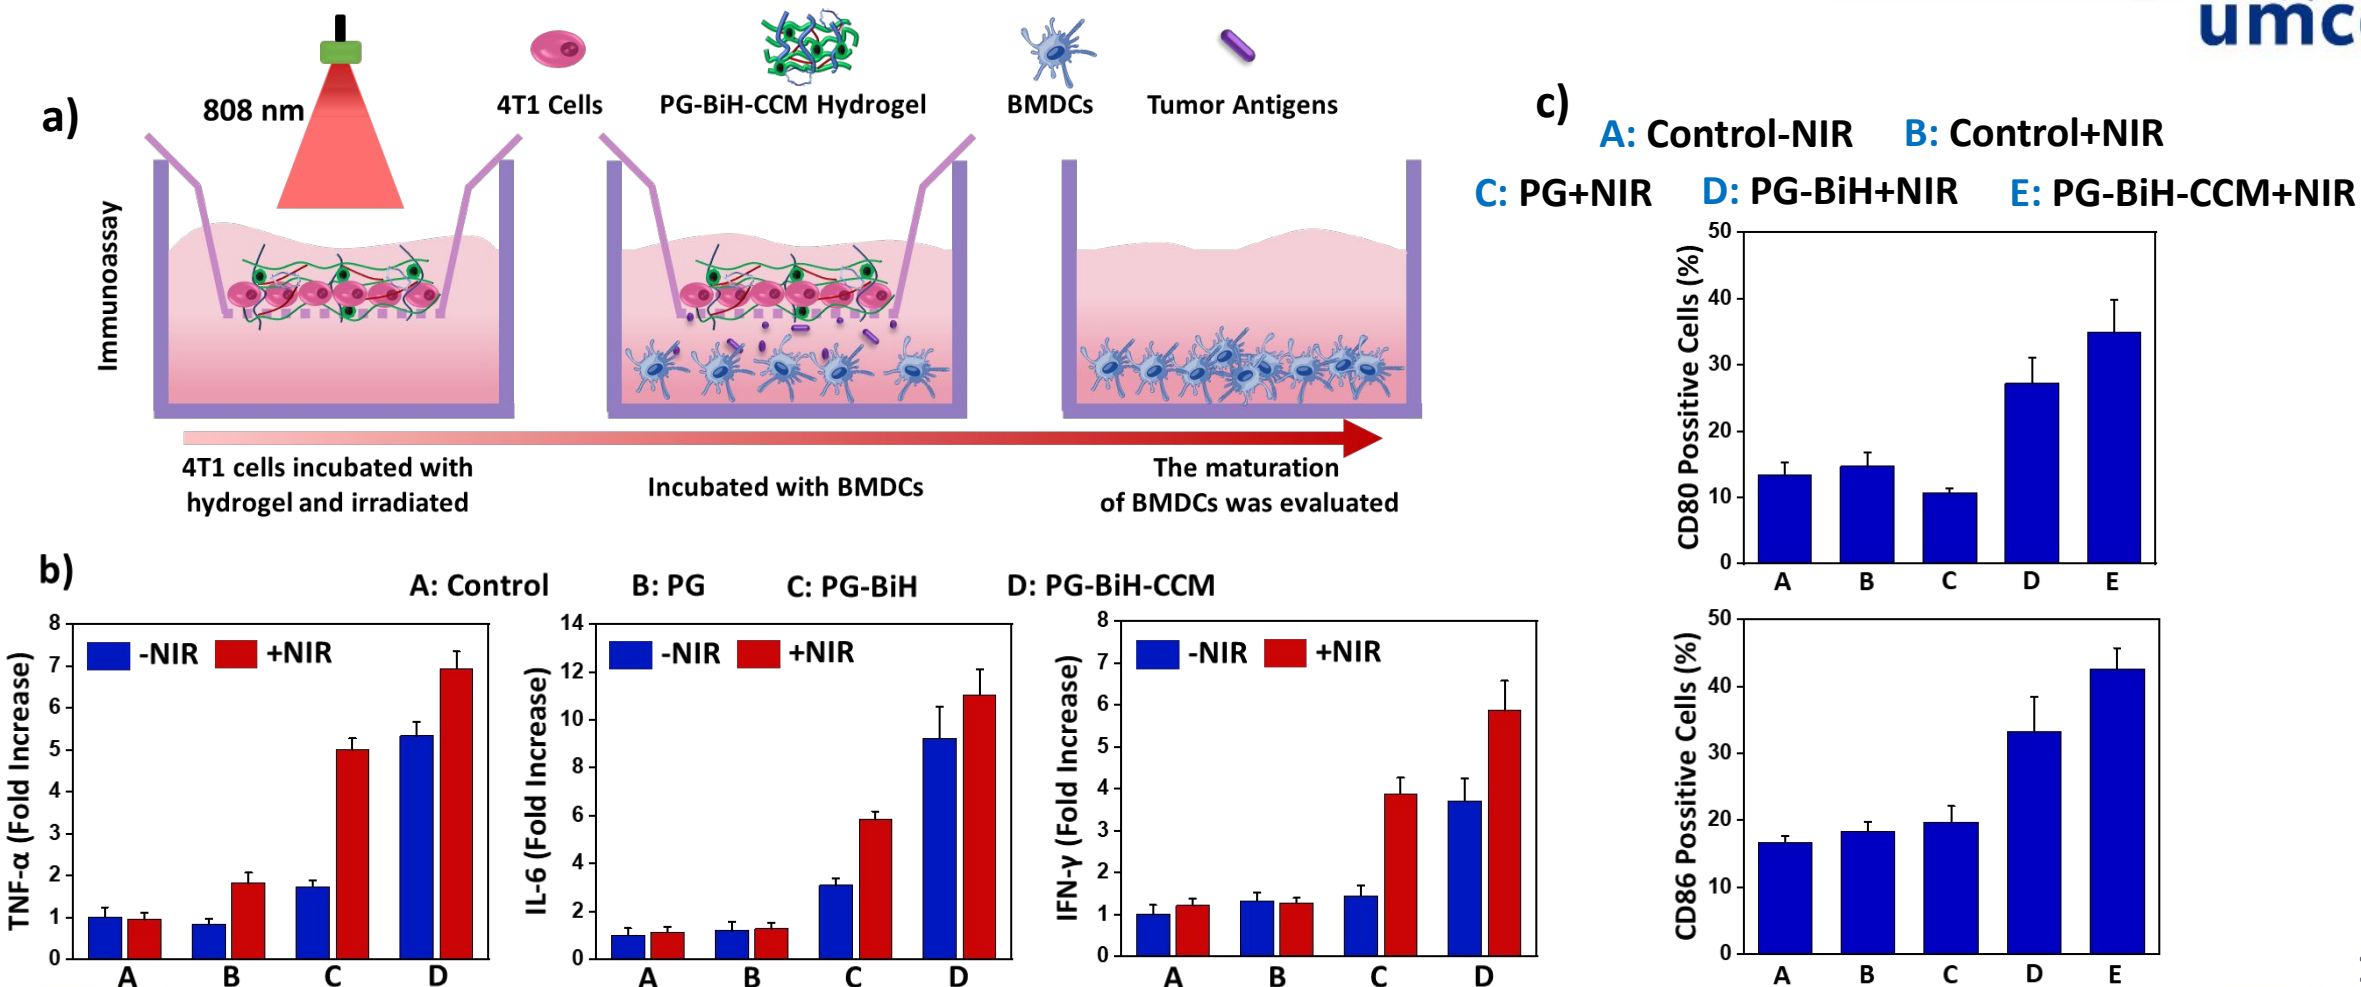 umc
a)
808 nm
4T1 Cells
PG-BiH-CCM Hydrogel
BMDCs
Tumor Antigens
Immunoassay
4T1 cells incubated with
hydrogel and irradiated
Incubated with BMDCs
The maturation
of BMDCs was evaluated
b)
A: Control B: PG C: PG-BiH D: PG-BiH-CCM
TNF-α (Fold Increase)
8
7
6
5
4
3
2
1
0
-NIR +NIR
A B C D
IL-6 (Fold Increase)
14
12
10
8
6
4
2
0
-NIR +NIR
A B C D
IFN-γ (Fold Increase)
8
7
6
5
4
3
2
1
0
-NIR +NIR
A B C D
c)
A: Control-NIR B: Control+NIR
C: PG+NIR D: PG-BiH+NIR E: PG-BiH-CCM+NIR
CD80 Possitive Cells (%)
50
40
30
20
10
0
A B C D E
CD86 Possitive Cells (%)
50
40
30
20
10
0
A B C D E